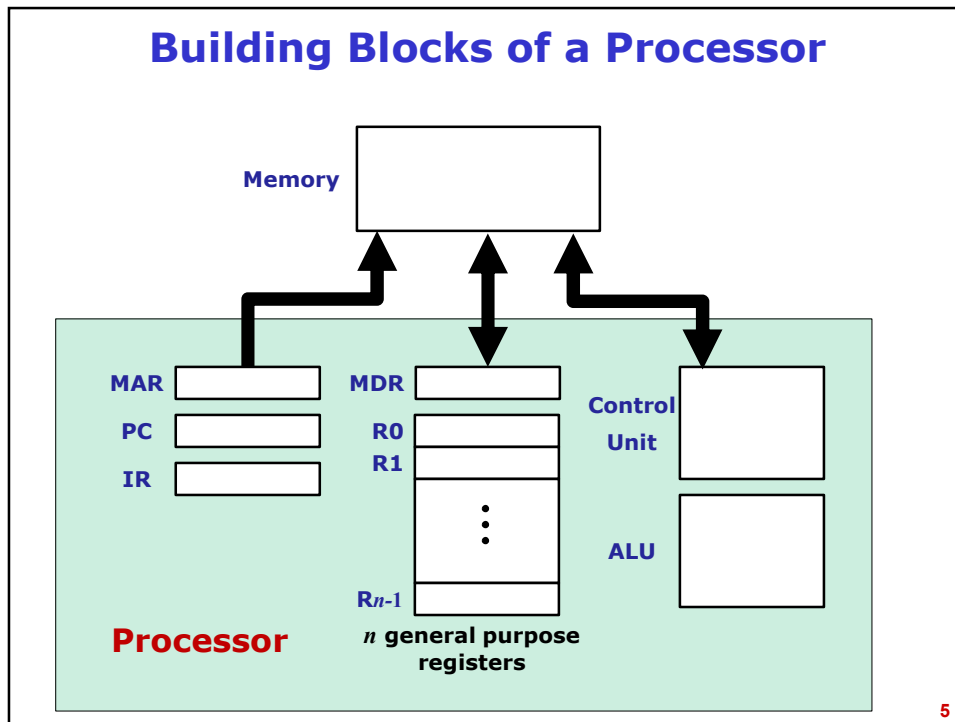 Building Blocks of a Processor
Memory
MAR
PC
IR
MDR
R0
R1
Rn-1
n general purpose
registers
Control
Unit
ALU
Processor
5